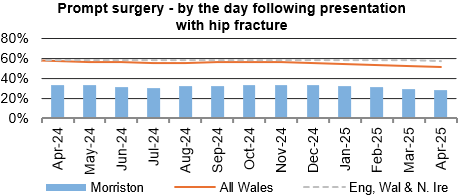 Prompt surgery - by the day following presentation
with hip fracture
80%
60%
40%
20%
0%
Apr-24
May-24
Jun-24
Jul-24
Aug-24
Sep-24
Oct-24
Nov-24
Dec-24
Jan-25
Feb-25
Mar-25
Apr-25
Morriston All Wales Eng, Wal & N. Ire